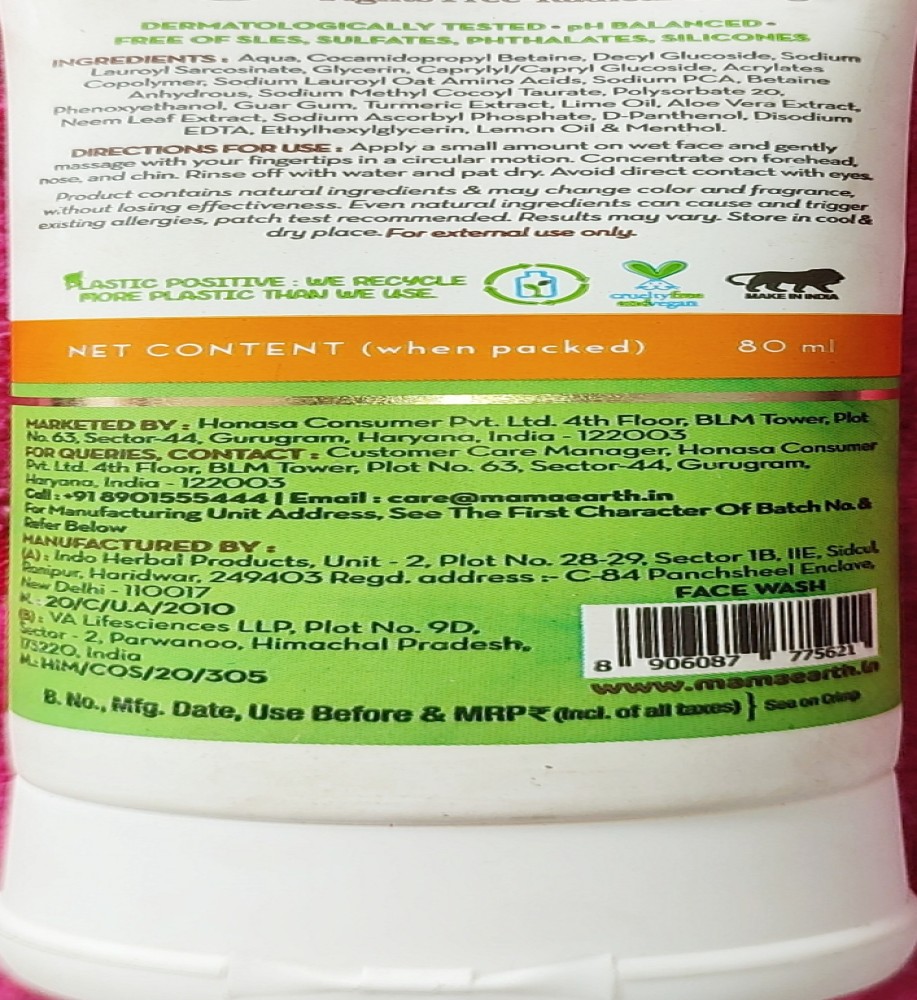 DERMATOLOGICALLY TESTED • pH BALANCED •
FREE OF SLES, SULFATES, PHTHALATES, SILICONES
INGREDIENTS : Aqua, Cocamidopropyl Betaine, Decyl Glucoside, Sodium
Lauroyl Sarcosinate, Glycerin, Caprylyl/Capryl Glucoside, Acrylates
Copolymer, Sodium Lauroyl Oat Amino Acids, Sodium PCA, Betaine
Anhydrous, Sodium Methyl Cocoyl Taurate, Polysorbate 20,
Phenoxyethanol, Guar Gum, Turmeric Extract, Lime Oil, Aloe Vera Extract,
Neem Leaf Extract, Sodium Ascorbyl Phosphate, D-Panthenol, Disodium
EDTA, Ethylhexylglycerin, Lemon Oil & Menthol.
DIRECTIONS FOR USE : Apply a small amount on wet face and gently
massage with your fingertips in a circular motion. Concentrate on forehead,
nose, and chin. Rinse off with water and pat dry. Avoid direct contact with eyes.
Product contains natural ingredients & may change color and fragrance,
without losing effectiveness. Even natural ingredients can cause and trigger
existing allergies, patch test recommended. Results may vary. Store in cool &
dry place. For external use only.
PLASTIC POSITIVE : WE RECYCLE
MORE PLASTIC THAN WE USE.
cruelty free
and vegan
MAKE IN INDIA
NET CONTENT (when packed) 80 ml
MARKETED BY : Honasa Consumer Pvt. Ltd. 4th Floor, BLM Tower, Plot
No. 63, Sector-44, Gurugram, Haryana, India - 122003
FOR QUERIES, CONTACT : Customer Care Manager, Honasa Consumer
Pvt. Ltd. 4th Floor, BLM Tower, Plot No. 63, Sector-44, Gurugram,
Haryana, India - 122003
Call : +91 8901555444 | Email : care@mamaearth.in
For Manufacturing Unit Address, See The First Character Of Batch No. &
Refer Below
MANUFACTURED BY :
(A) : Indo Herbal Products, Unit - 2, Plot No. 28-29, Sector 1B, IIE, Sidcul,
Ranipur, Haridwar, 249403 Regd. address :- C-84 Panchsheel Enclave,
New Delhi - 110017
M.: 20/C/U.A/2010
(B) : VA Lifesciences LLP, Plot No. 9D,
Sector - 2, Parwanoo, Himachal Pradesh,
173220, India
M.: HIM/COS/20/305
FACE WASH
8 906087 775621
www.mamaearth.in
B. No., Mfg. Date, Use Before & MRP₹ (Incl. of all taxes) } See on Crimp